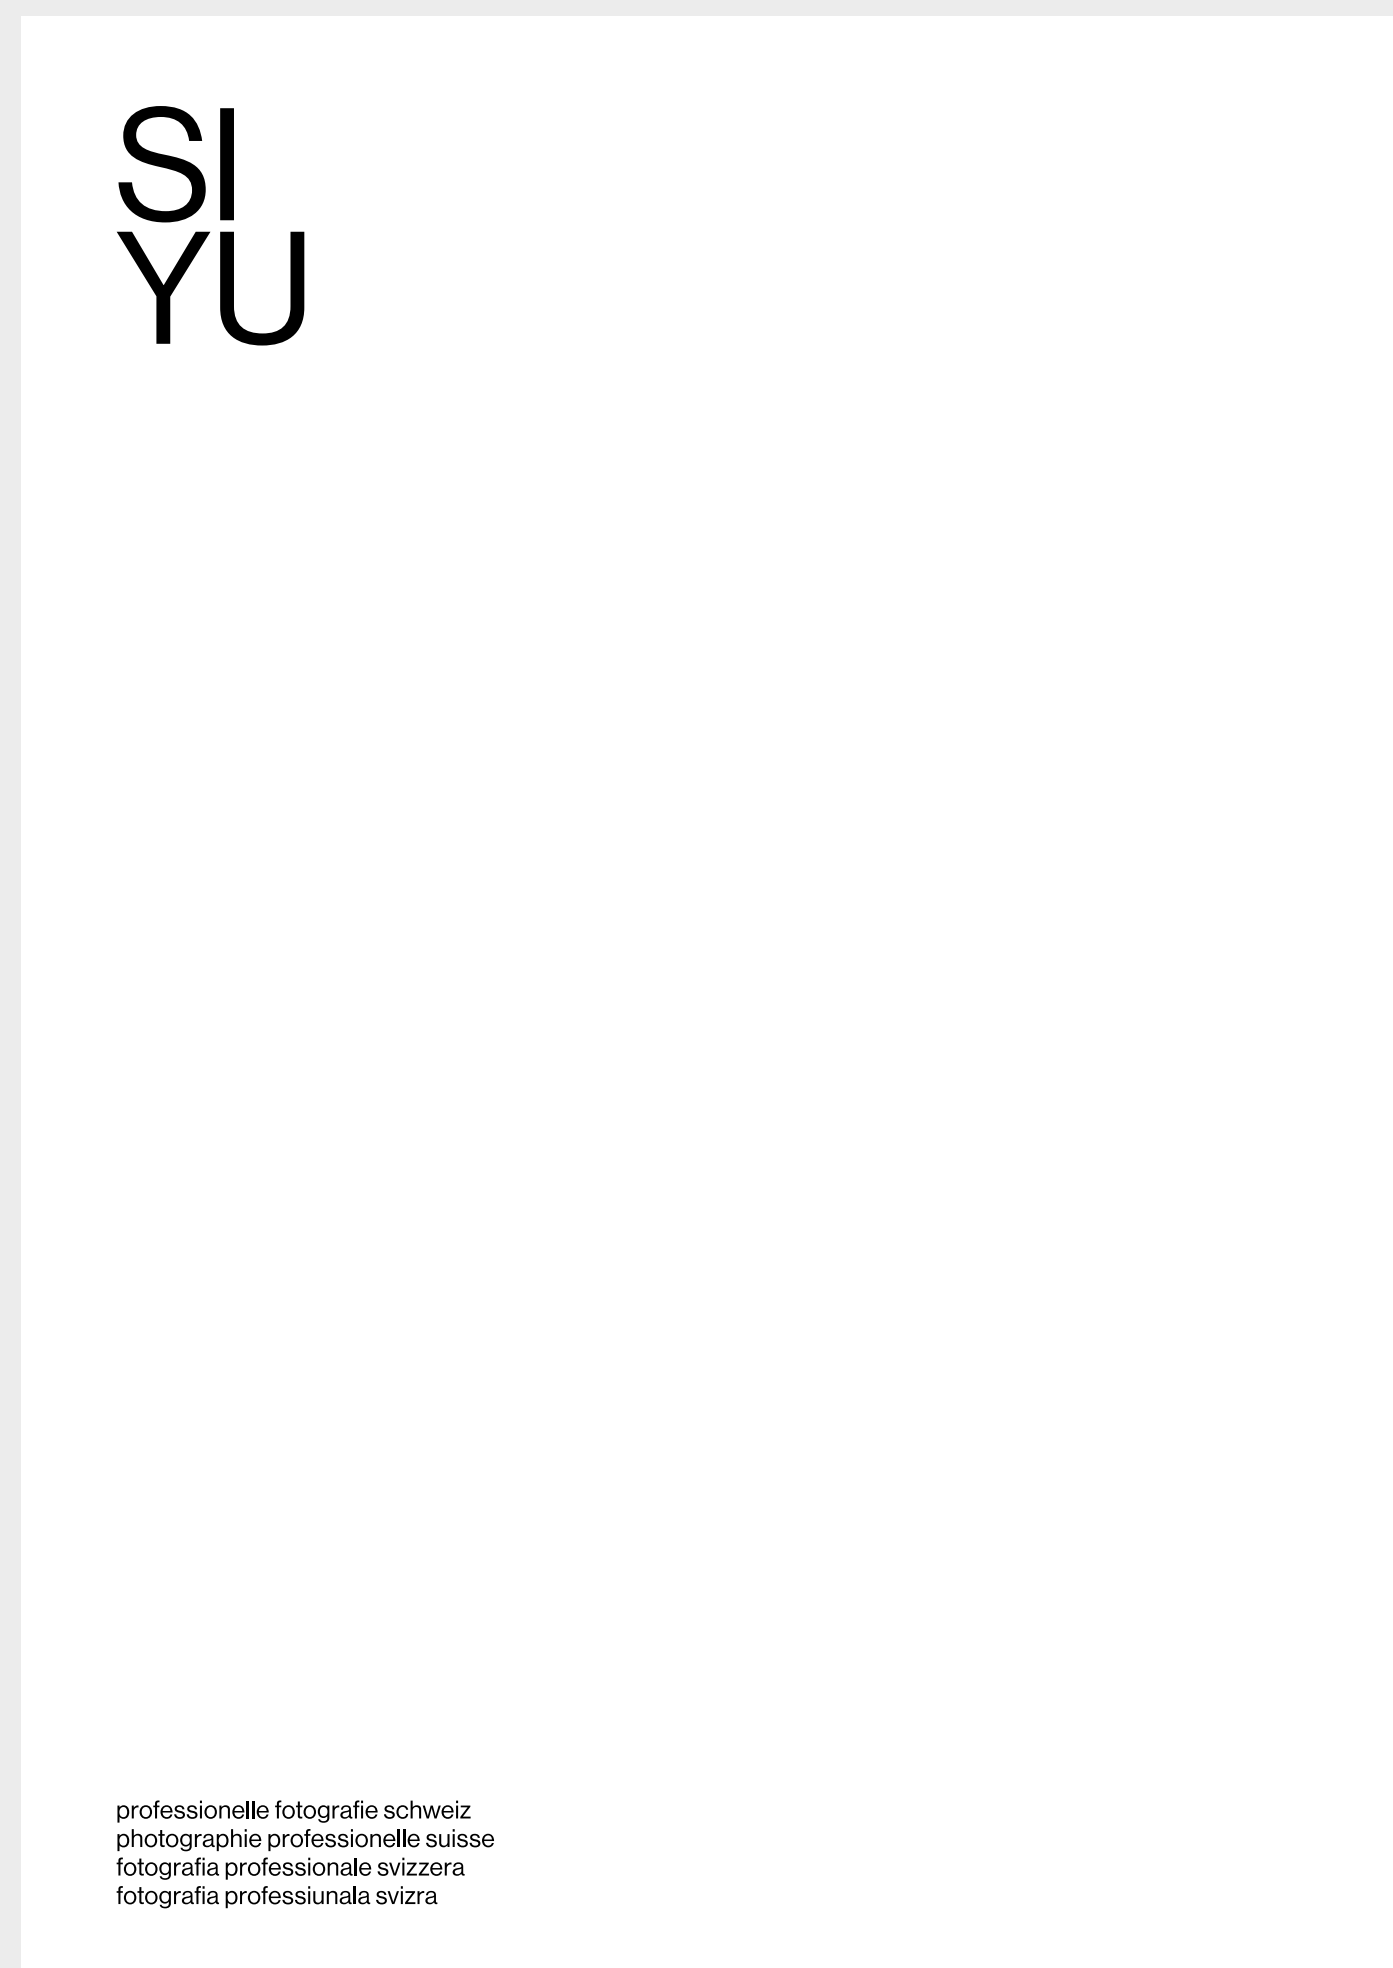 SI
YU
professionelle fotografie schweiz
photographie professionelle suisse
fotografia professionale svizzera
fotografia professiunala svizra